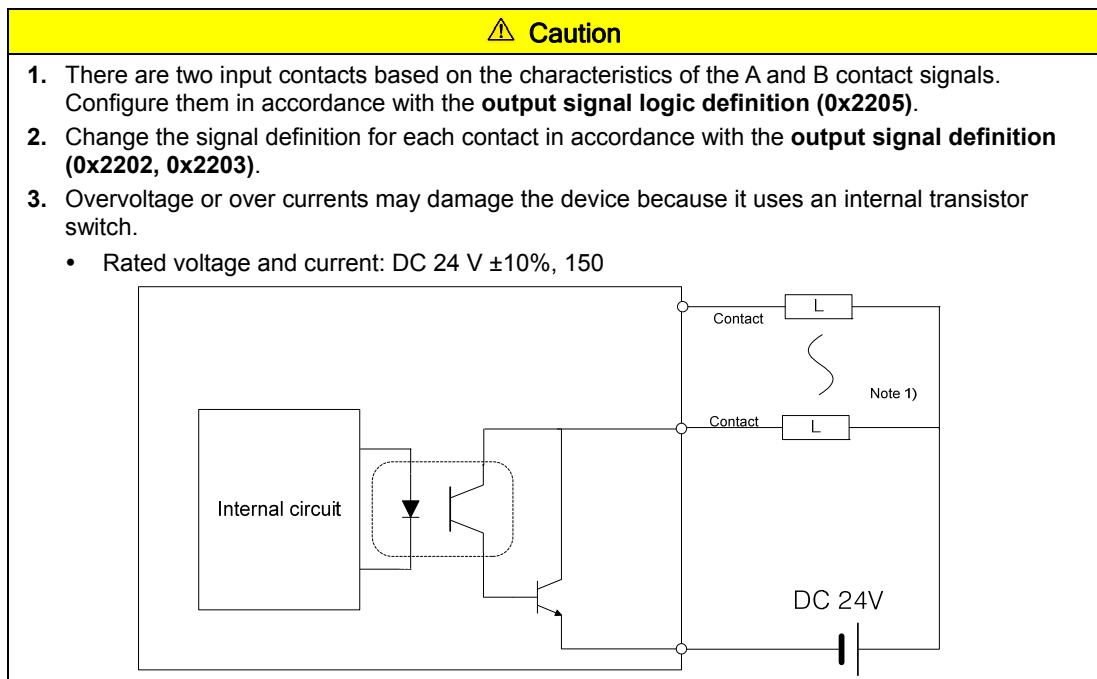 ⚠ Caution
1. There are two input contacts based on the characteristics of the A and B contact signals.
Configure them in accordance with the output signal logic definition (0x2205).
2. Change the signal definition for each contact in accordance with the output signal definition
(0x2202, 0x2203).
3. Overvoltage or over currents may damage the device because it uses an internal transistor
switch.
• Rated voltage and current: DC 24 V ±10%, 150
Contact
L
Note 1)
Contact
L
Internal circuit
DC 24V